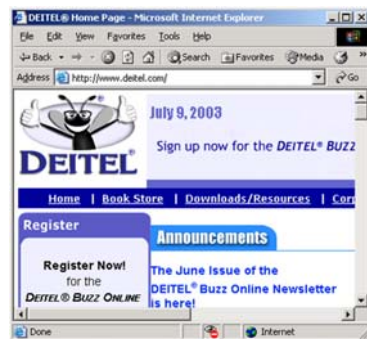 DEITEL® Home Page - Microsoft Internet Explorer
File Edit View Favorites Tools Help
Back Search Favorites Media »
Address http://www.deitel.com/ Go
July 9, 2003
Sign up now for the DEITEL® BUZZ
DEITEL®
Home | Book Store | Downloads/Resources | Corp
Register
Announcements
Register Now!
for the
DEITEL® BUZZ ONLINE
The June Issue of the
DEITEL® Buzz Online Newsletter
is here!
Done Internet